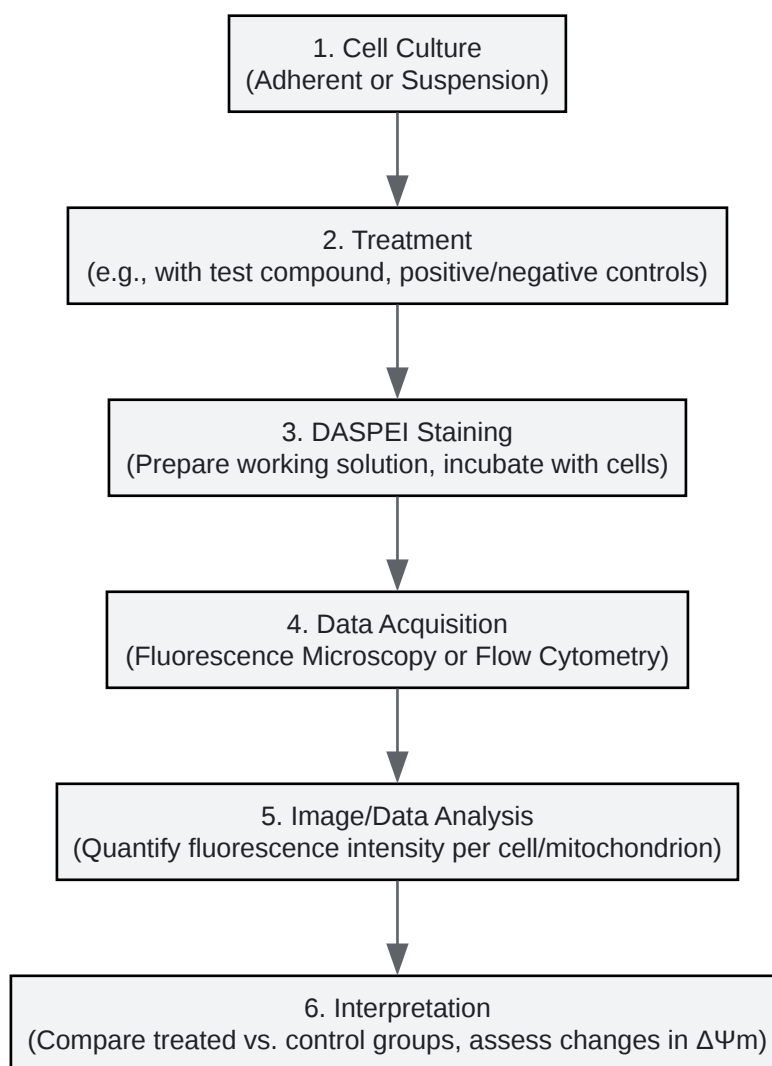 1. Cell Culture
(Adherent or Suspension)
2. Treatment
(e.g., with test compound, positive/negative controls)
3. DASPEI Staining
(Prepare working solution, incubate with cells)
4. Data Acquisition
(Fluorescence Microscopy or Flow Cytometry)
5. Image/Data Analysis
(Quantify fluorescence intensity per cell/mitochondrion)
6. Interpretation
(Compare treated vs. control groups, assess changes in ΔΨm)